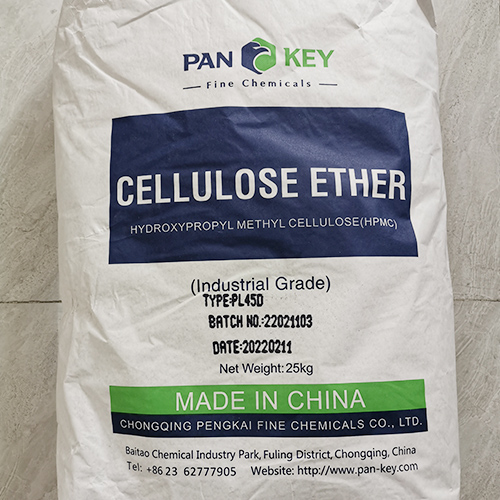 PAN KEY
Fine Chemicals
CELLULOSE ETHER
HYDROXYPROPYL METHYL CELLULOSE(HPMC)
(Industrial Grade)
TYPE:PL45D
BATCH NO.:22021103
DATE:20220211
Net Weight:25kg
MADE IN CHINA
CHONGQING PENGKAI FINE CHEMICALS CO., LTD.
Baitao Chemical Industry Park, Fuling District, Chongqing, China
Tel: +86 23 62777905 Website: http://www.pan-key.com